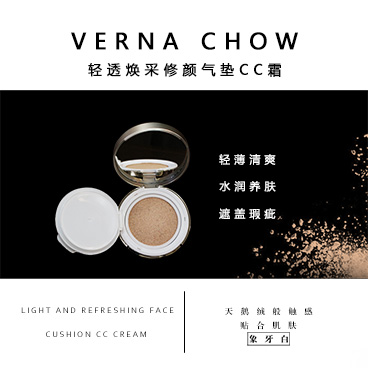 VERNA CHOW
轻透焕采修颜气垫CC霜
轻薄清爽
水润养肤
遮盖瑕疵。
LIGHT AND REFRESHING FACE
CUSHION CC CREAM
天鹅绒般触感
贴合肌肤
象牙白